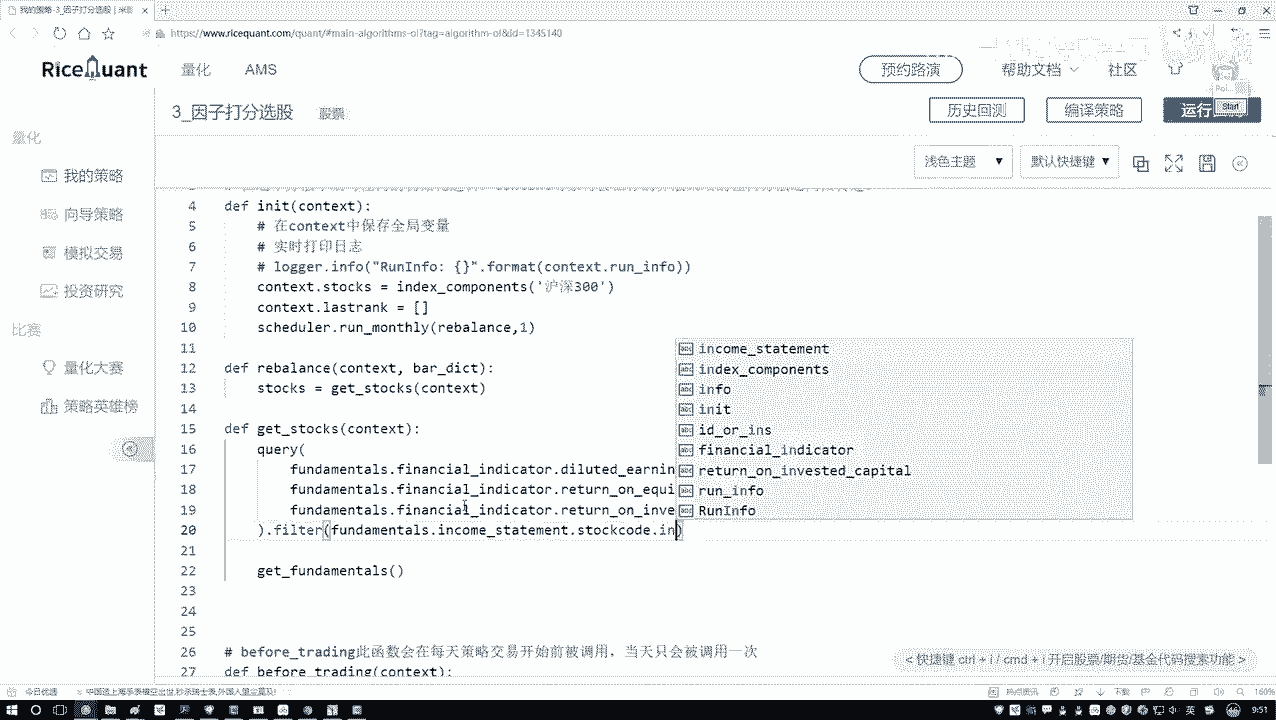 我的策略-3_因子打分选股
https://www.ricequant.com/quant/#main-algorithms-ol?tag=algorithm-ol&id=1345140
RiceQuant
量化
AMS
预约路演
帮助文档
社区
3_因子打分选股
股票
历史回测
编译策略
运行
Start
量化
我的策略
向导策略
模拟交易
投资研究
比赛
量化大赛
策略英雄榜
浅色主题
默认快捷键
4 def init(context):
5 # 在context中保存全局变量
6 # 实时打印日志
7 # logger.info("RunInfo: {}".format(context.run_info))
8 context.stocks = index_components('沪深300')
9 context.lastrank = []
10 scheduler.run_monthly(rebalance,1)
11
12 def rebalance(context, bar_dict):
13 stocks = get_stocks(context)
14
15 def get_stocks(context):
16 query(
17 fundamentals.financial_indicator.diluted_earnin
18 fundamentals.financial_indicator.return_on_equi
19 fundamentals.financial_indicator.return_on_inve
20 ).filter(fundamentals.income_statement.stockcode.in)
21
22 get_fundamentals()
23
24
25
26 # before_trading此函数会在每天策略交易开始前被调用，当天只会被调用一次
27 def before_trading(context):
income_statement
index_components
info
init
id_or_ins
financial_indicator
return_on_invested_capital
run_info
RunInfo
<快捷键 ctrl + i / cmd + i 开启股票/期货/基金代码搜索功能 >
今日优选
热点资讯
下载
160%
英
9:51